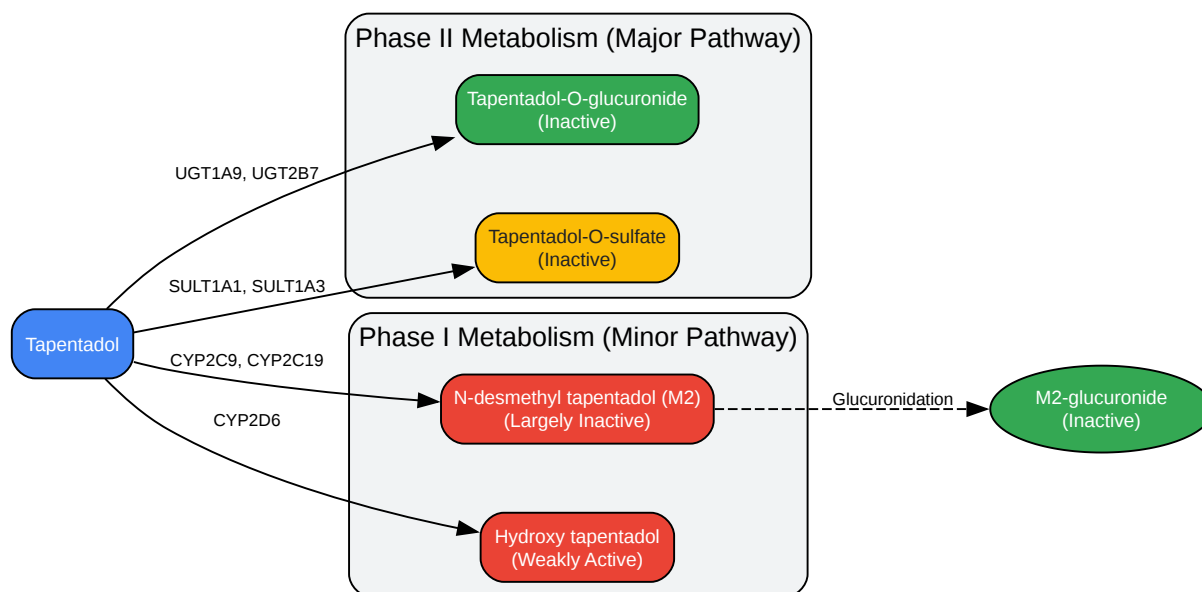 Phase II Metabolism (Major Pathway)
Tapentadol-O-glucuronide
(Inactive)
UGT1A9, UGT2B7
Tapentadol-O-sulfate
(Inactive)
SULT1A1, SULT1A3
Tapentadol
Phase I Metabolism (Minor Pathway)
CYP2C9, CYP2C19
N-desmethyl tapentadol (M2)
(Largely Inactive)
Glucuronidation
M2-glucuronide
(Inactive)
CYP2D6
Hydroxy tapentadol
(Weakly Active)